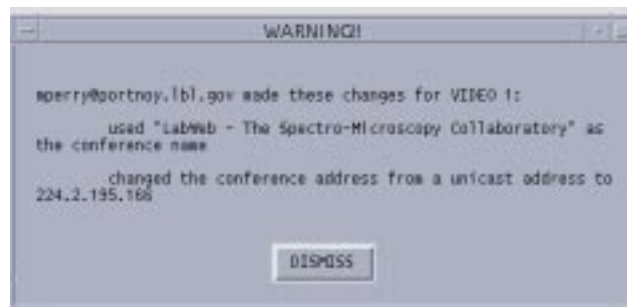 WARNING!!
mperry@portnoy.lbl.gov made these changes for VIDEO 1:
used "LabWeb - The Spectro-Microscopy Collaboratory" as
the conference name
changed the conference address from a unicast address to
224.2.195.168
DISMISS